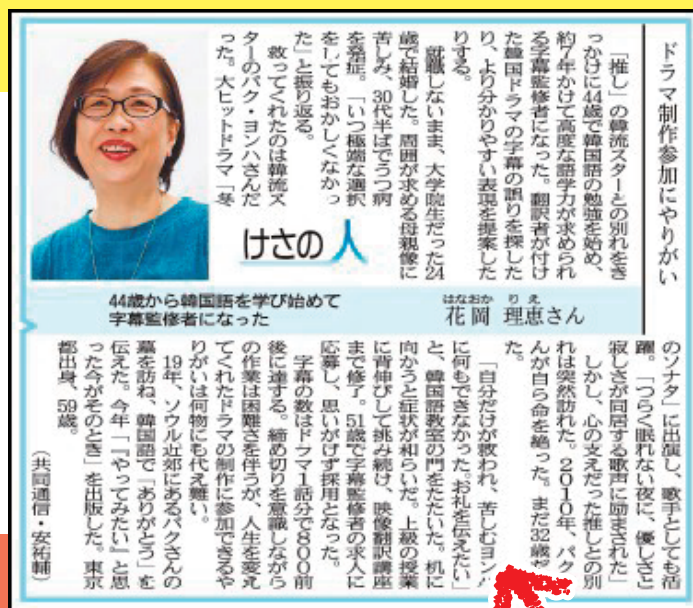 ドラマ制作参加にやりがい
「推し」の韓流スターとの別れをき
っかけに44歳で韓国語の勉強を始め、
約7年かけて高度な語学力が求められ
る字幕監修者になった。翻訳者が付け
た韓国ドラマの字幕の誤りを探した
り、より分かりやすい表現を提案した
りする。
就職しないまま、大学院生だった24
歳で結婚した。周囲が求める母親像に
苦しみ、30代半ばでうつ病
を発症。「いつ極端な選択
をしてもおかしくなかっ
た」と振り返る。
救ってくれたのは韓流ス
ターのパク・ヨンハさんだ
った。大ヒットドラマ「冬
けさの人
はなおか りえ
花岡 理恵さん
44歳から韓国語を学び始めて
字幕監修者になった
のソナタ」に出演し、歌手としても活
躍。「つらく眠れない夜に、優しさと
寂しさが同居する歌声に励まされた」
しかし、心の支えだった推しとの別
れは突然訪れた。2010年、パク
んが自ら命を絶った。まだ32歳だ
た。
「自分だけが救われ、苦しむヨンハ
に何もできなかった。お礼を伝えたい」
と、韓国語教室の門をたたいた。机に
向かうと症状が和らいだ。上級の授業
に背伸びして挑み続け、映像翻訳講座
まで修了。51歳で字幕監修者の求人に
応募し、思いがけず採用となった。
字幕の数はドラマ1話分で800前
後に達する。締め切りを意識しながら
の作業は困難さを伴うが、人生を変え
てくれたドラマの制作に参加できるや
りがいは何物にも代え難い。
19年、ソウル近郊にあるパクさんの
墓を訪ね、韓国語で「ありがとう」を
伝えた。今年「『やってみたい』と思
った今がそのとき」を出版した。東京
都出身、59歳。
(共同通信・安祐輔)